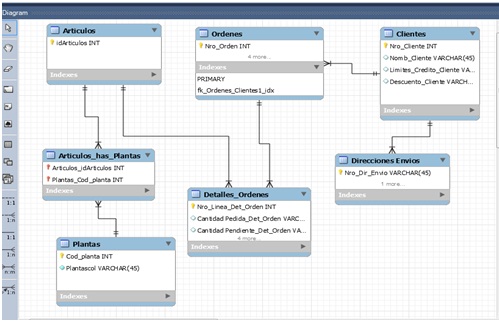 Diagram
Articulos
idArticulos INT
Indexes
Ordenes
Nro_Orden INT
4 more...
Indexes
PRIMARY
fk_Ordenes_Clientes1_idx
Clientes
Nro_Cliente INT
Nomb_Cliente VARCHAR(45)
Limites_Credito_Cliente VA...
Descuento_Cliente VARCH...
Indexes
Articulos_has_Plantas
Articulos_idArticulos INT
Plantas_Cod_planta INT
Indexes
Direcciones Envios
Nro_Dir_Envio VARCHAR(45)
1 more...
Indexes
Detalles_Ordenes
Nro_Linea_Det_Orden INT
Cantidad Pedida_Det_Orden VARC...
Cantidad Pendiente_Det_Orden VA...
4 more...
Indexes
Plantas
Cod_planta INT
Plantascol VARCHAR(45)
Indexes
1:1
1:n
1:1
1:n
n:m
1:n